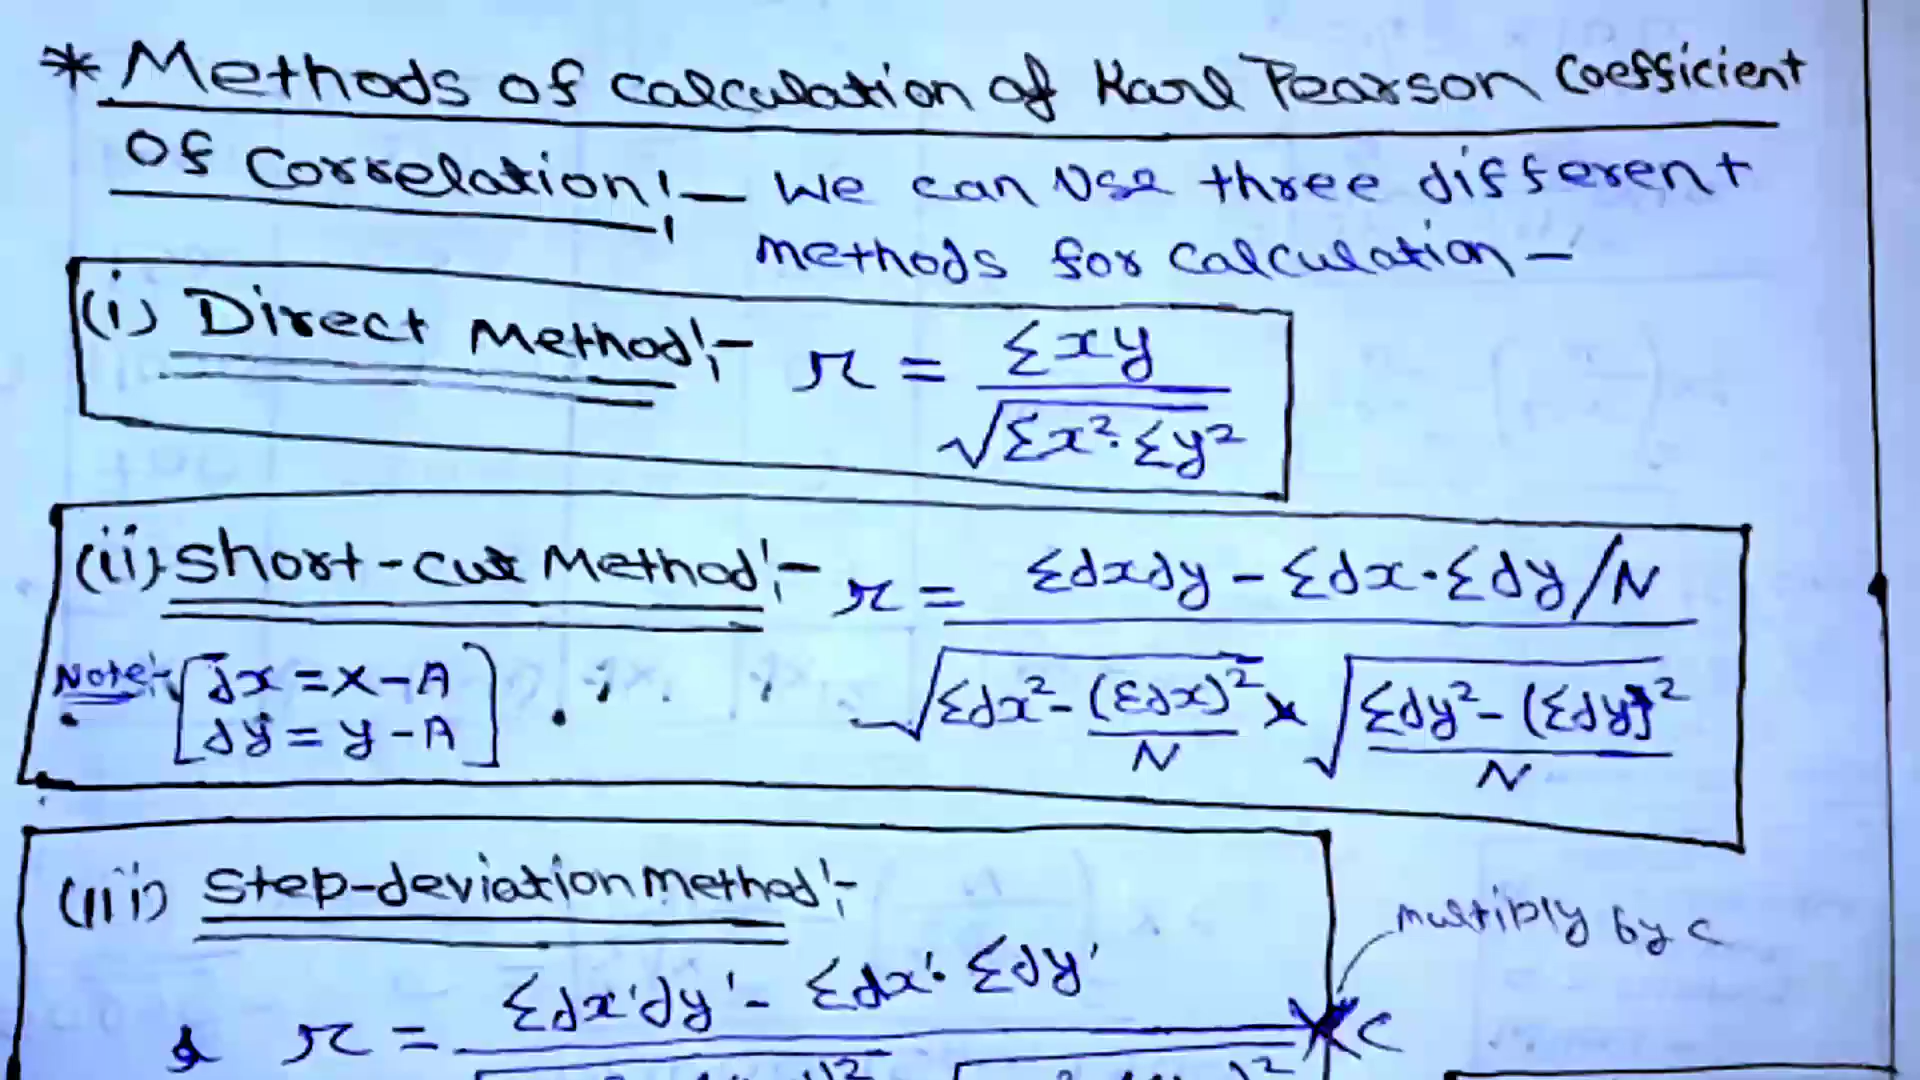 * Methods of calculation of Karl Pearson Coefficient
of Correlation:- We can use three different
methods for calculation -
(i) Direct Method:- r = Σxy / √Σx²·Σy²
(ii) Short-cut Method:- r = Σdxdy - Σdx·Σdy/N
Note:- [dx = x-A
dy = y-A]
√Σdx² - (Σdx)²/N × √Σdy² - (Σdy)²/N
(iii) Step-deviation Method:-
multiply by c
r = Σdx'dy' - Σdx'·Σdy' × c